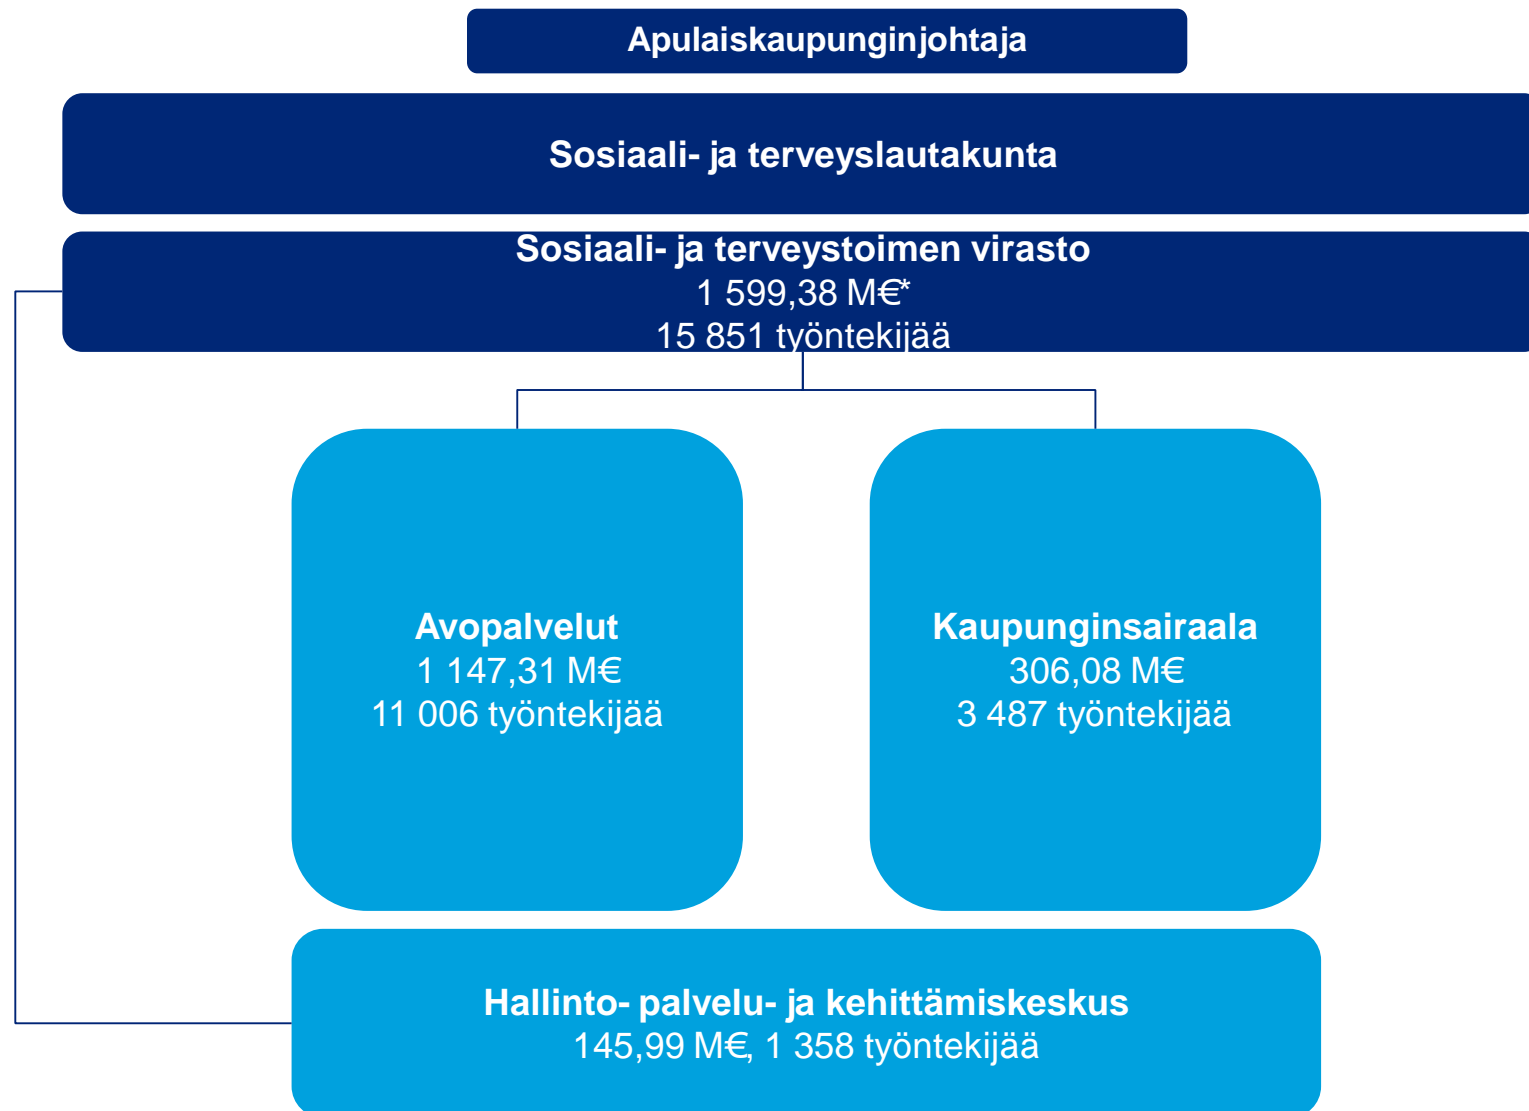 Apulaiskaupunginjohtaja
Sosiaali- ja terveyslautakunta
Sosiaali- ja terveystoimen virasto
1 599,38 M€*
15 851 työntekijää
Avopalvelut
1 147,31 M€
11 006 työntekijää
Kaupunginsairaala
306,08 M€
3 487 työntekijää
Hallinto- palvelu- ja kehittämiskeskus
145,99 M€, 1 358 työntekijää